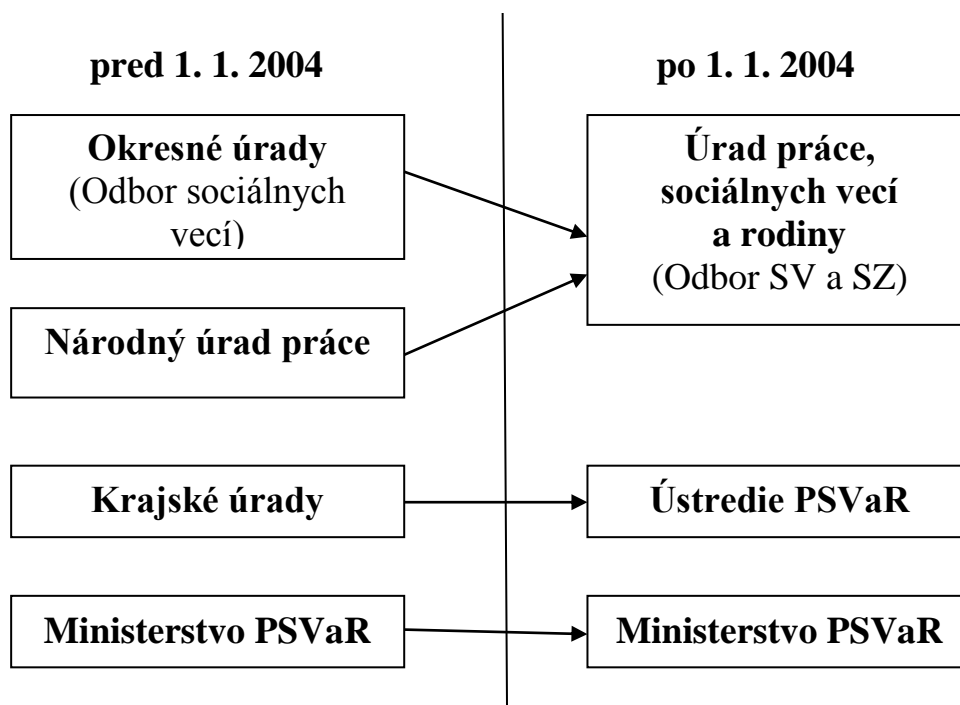 pred 1. 1. 2004
po 1. 1. 2004
Okresné úrady
(Odbor sociálnych
vecí)
Úrad práce,
sociálnych vecí
a rodiny
(Odbor SV a SZ)
Národný úrad práce
Krajské úrady
Ústredie PSVaR
Ministerstvo PSVaR
Ministerstvo PSVaR